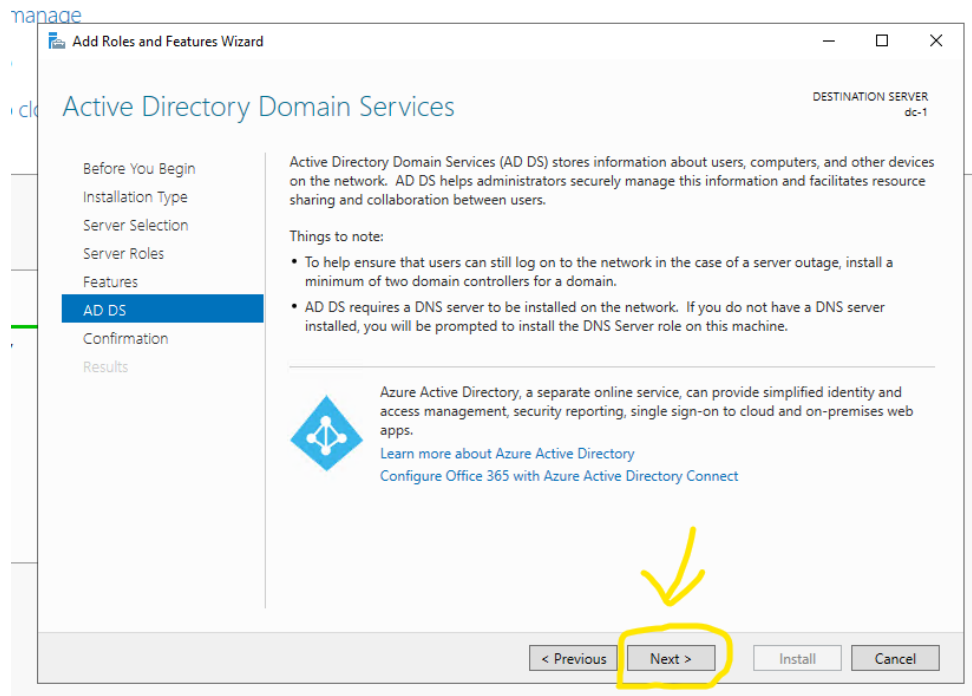 manage
Add Roles and Features Wizard
Active Directory Domain Services
DESTINATION SERVER
dc-1
Before You Begin
Installation Type
Server Selection
Server Roles
Features
AD DS
Confirmation
Results
Active Directory Domain Services (AD DS) stores information about users, computers, and other devices
on the network.  AD DS helps administrators securely manage this information and facilitates resource
sharing and collaboration between users.
Things to note:
• To help ensure that users can still log on to the network in the case of a server outage, install a
minimum of two domain controllers for a domain.
• AD DS requires a DNS server to be installed on the network.  If you do not have a DNS server
installed, you will be prompted to install the DNS Server role on this machine.
Azure Active Directory, a separate online service, can provide simplified identity and
access management, security reporting, single sign-on to cloud and on-premises web
apps.
Learn more about Azure Active Directory
Configure Office 365 with Azure Active Directory Connect
< Previous
Next >
Install
Cancel